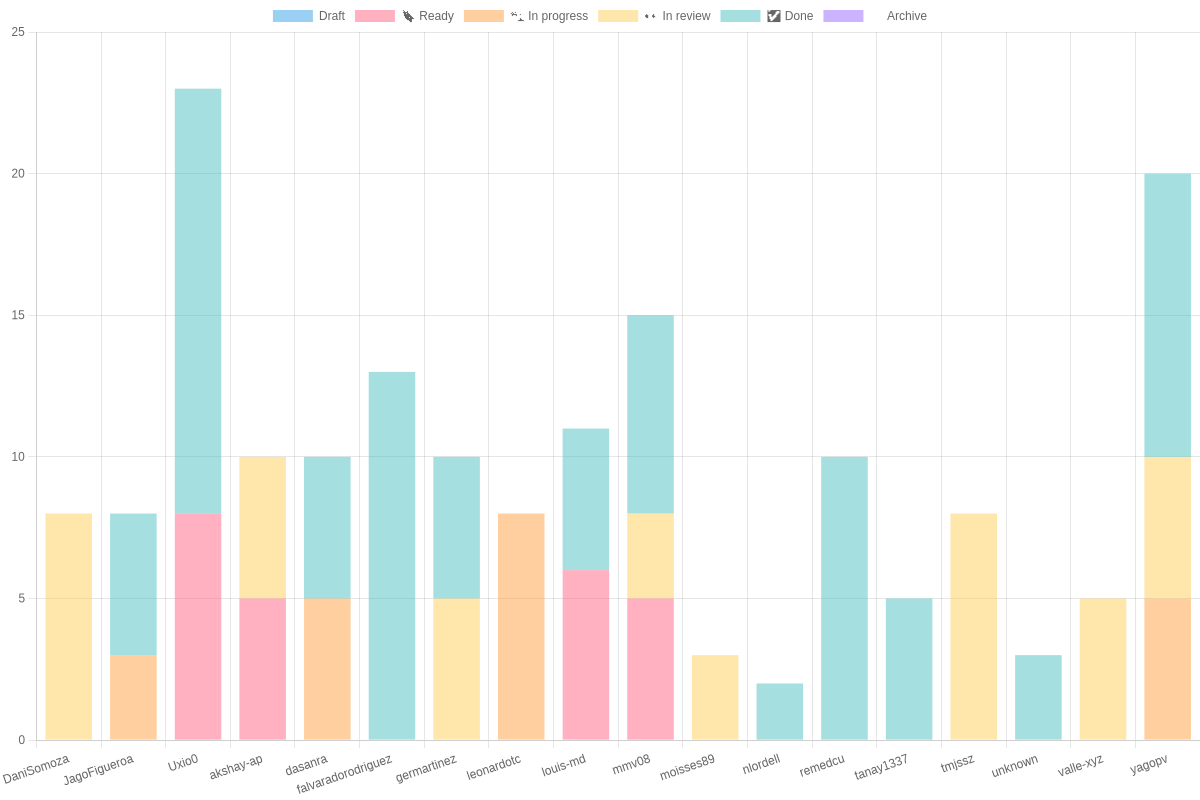 Draft 🔖 Ready 🏗 In progress 👀 In review ✅ Done Archive
25
20
15
10
5
0
DaniSomoza
JagoFigueroa
Uxio0
akshay-ap
dasanra
falvaradorodriguez
germartinez
leonardotc
louis-md
mmv08
moisses89
nlordell
remedcu
tanay1337
tmjssz
unknown
valle-xyz
yagopv